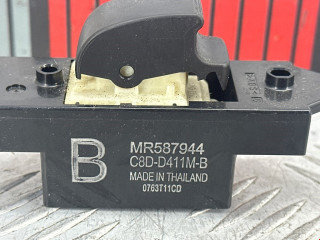 B
MR587944
C8D-D411M-B
MADE IN THAILAND
0763T11CD